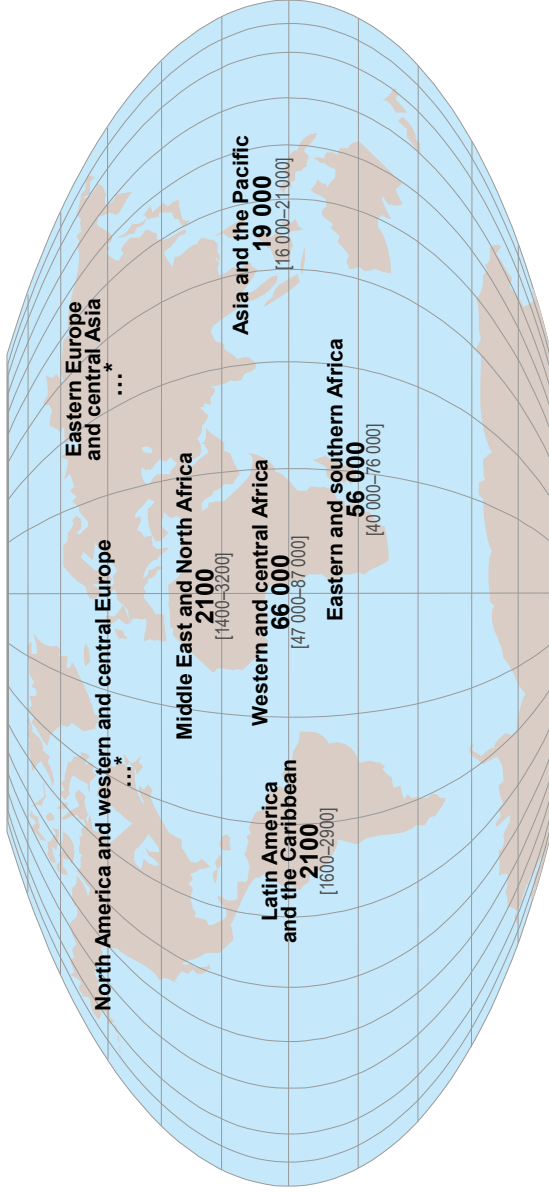 North America and western and central Europe
...*
Eastern Europe
and central Asia
...*
Middle East and North Africa
2100
[1400–3200]
Western and central Africa
66 000
[47 000–87 000]
Asia and the Pacific
19 000
[16 000–21 000]
Latin America
and the Caribbean
2100
[1600–2900]
Eastern and southern Africa
56 000
[40 000–76 000]